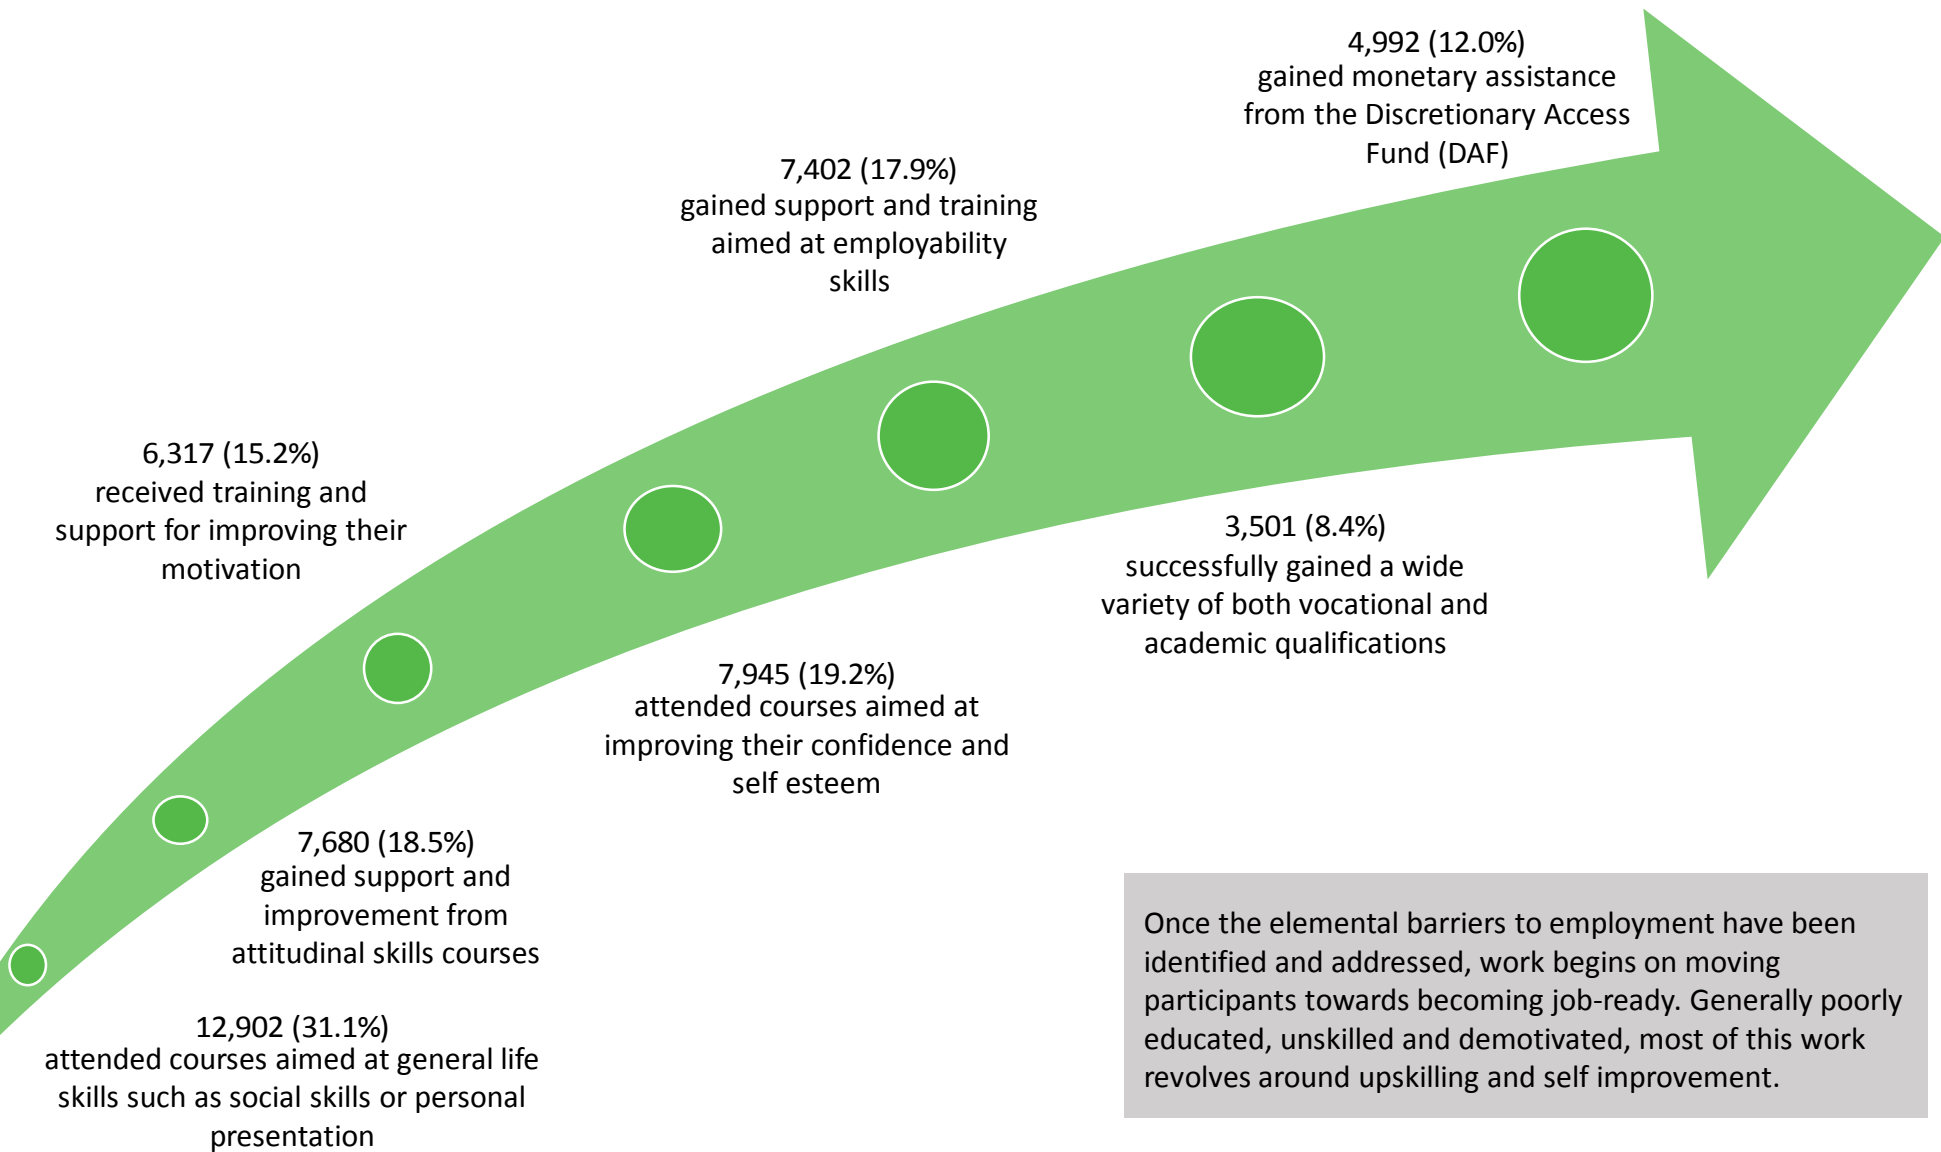 4,992 (12.0%)
gained monetary assistance
from the Discretionary Access
Fund (DAF)
7,402 (17.9%)
gained support and training
aimed at employability
skills
6,317 (15.2%)
received training and
support for improving their
motivation
3,501 (8.4%)
successfully gained a wide
variety of both vocational and
academic qualifications
7,945 (19.2%)
attended courses aimed at
improving their confidence and
self esteem
7,680 (18.5%)
gained support and
improvement from
attitudinal skills courses
12,902 (31.1%)
attended courses aimed at general life
skills such as social skills or personal
presentation
Once the elemental barriers to employment have been
identified and addressed, work begins on moving
participants towards becoming job-ready. Generally poorly
educated, unskilled and demotivated, most of this work
revolves around upskilling and self improvement.